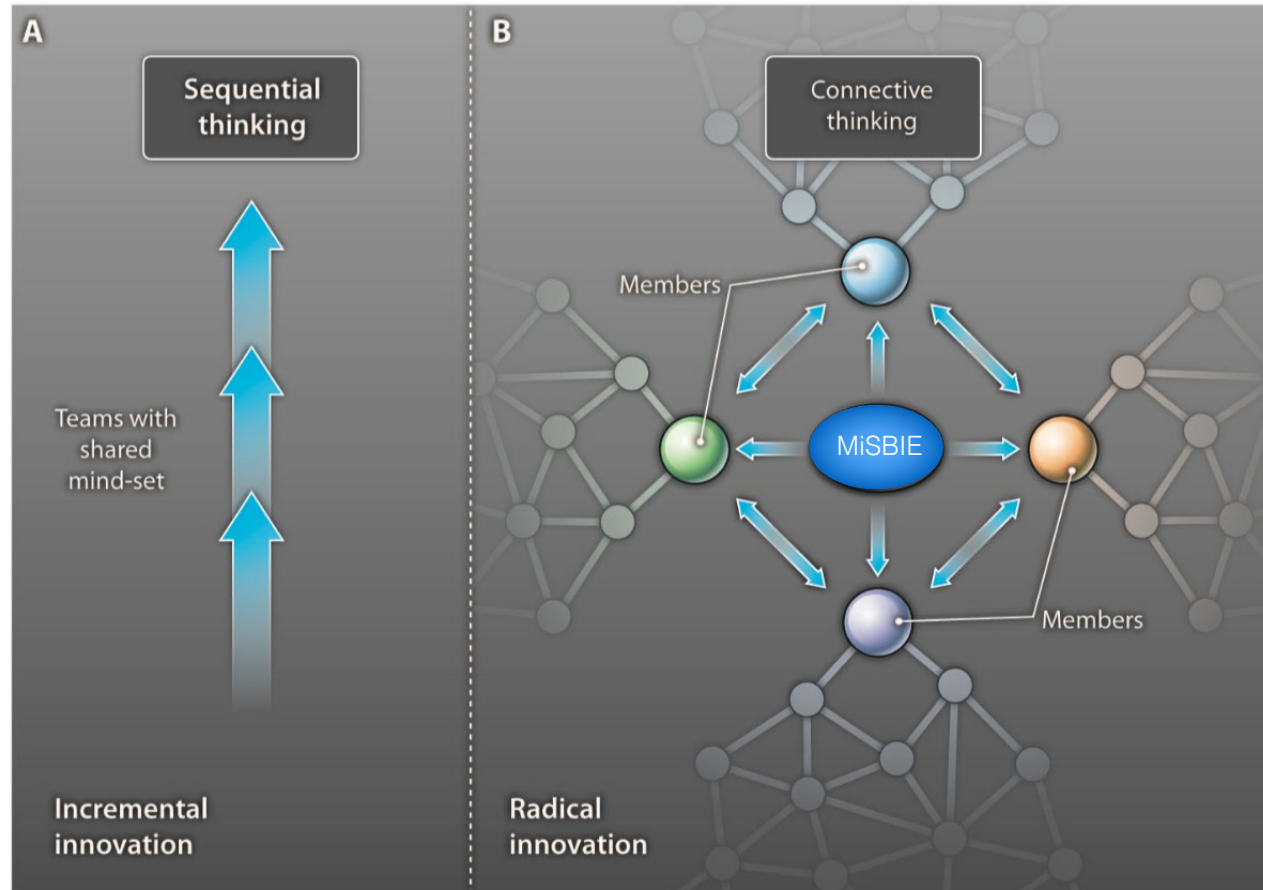 A
Sequential
thinking
Teams with
shared
mind-set
Incremental
innovation
B
Connective
thinking
Members
MiSBIE
Members
Radical
innovation